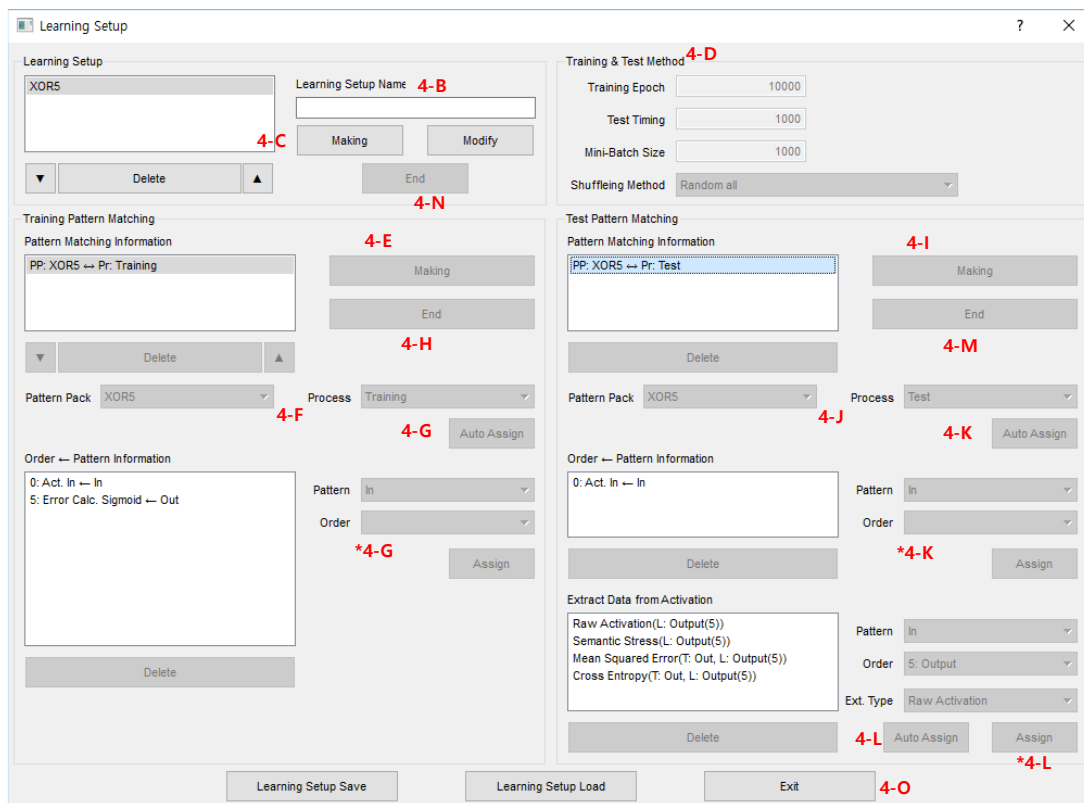 Learning Setup
?
Learning Setup
XOR5
Learning Setup Name 4-B
4-C Making Modify
▼ Delete ▲
End
4-N
Training & Test Method 4-D
Training Epoch 10000
Test Timing 1000
Mini-Batch Size 1000
Shuffleing Method Random all
Training Pattern Matching
Pattern Matching Information
4-E
PP: XOR5 ↔ Pr: Training
Making
End
4-H
▼ Delete ▲
Pattern Pack XOR5 Process Training
4-F
4-G Auto Assign
Order ← Pattern Information
0: Act. In ← In
5: Error Calc. Sigmoid ← Out
Pattern In
Order
*4-G
Assign
Delete
Test Pattern Matching
Pattern Matching Information
4-I
PP: XOR5 ↔ Pr: Test
Making
End
4-M
Delete
Pattern Pack XOR5 Process Test
4-J
4-K Auto Assign
Order ← Pattern Information
0: Act. In ← In
Pattern In
Order
*4-K
Delete Assign
Extract Data from Activation
Raw Activation(L: Output(5))
Semantic Stress(L: Output(5))
Mean Squared Error(T: Out, L: Output(5))
Cross Entropy(T: Out, L: Output(5))
Pattern In
Order 5: Output
Ext. Type Raw Activation
Delete 4-L Auto Assign Assign
*4-L
Learning Setup Save Learning Setup Load Exit 4-O